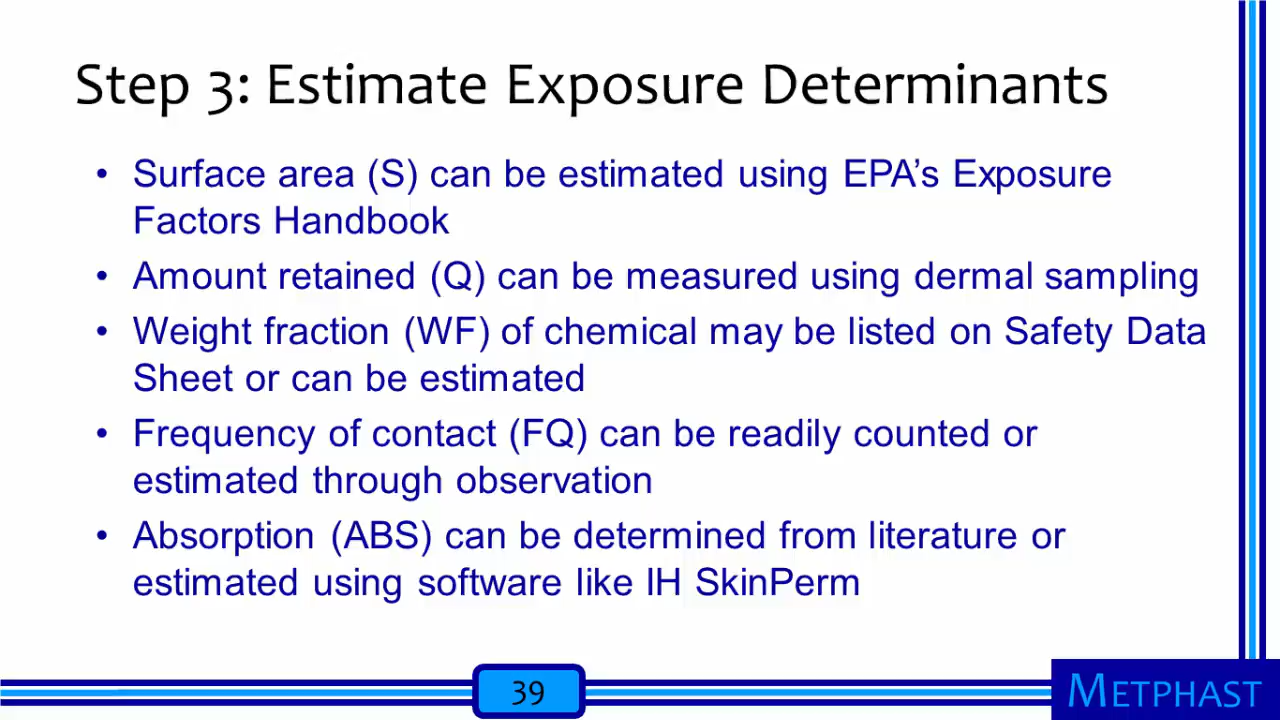 Step 3: Estimate Exposure Determinants
• Surface area (S) can be estimated using EPA’s Exposure
Factors Handbook
• Amount retained (Q) can be measured using dermal sampling
• Weight fraction (WF) of chemical may be listed on Safety Data
Sheet or can be estimated
• Frequency of contact (FQ) can be readily counted or
estimated through observation
• Absorption (ABS) can be determined from literature or
estimated using software like IH SkinPerm
39
METPHAST